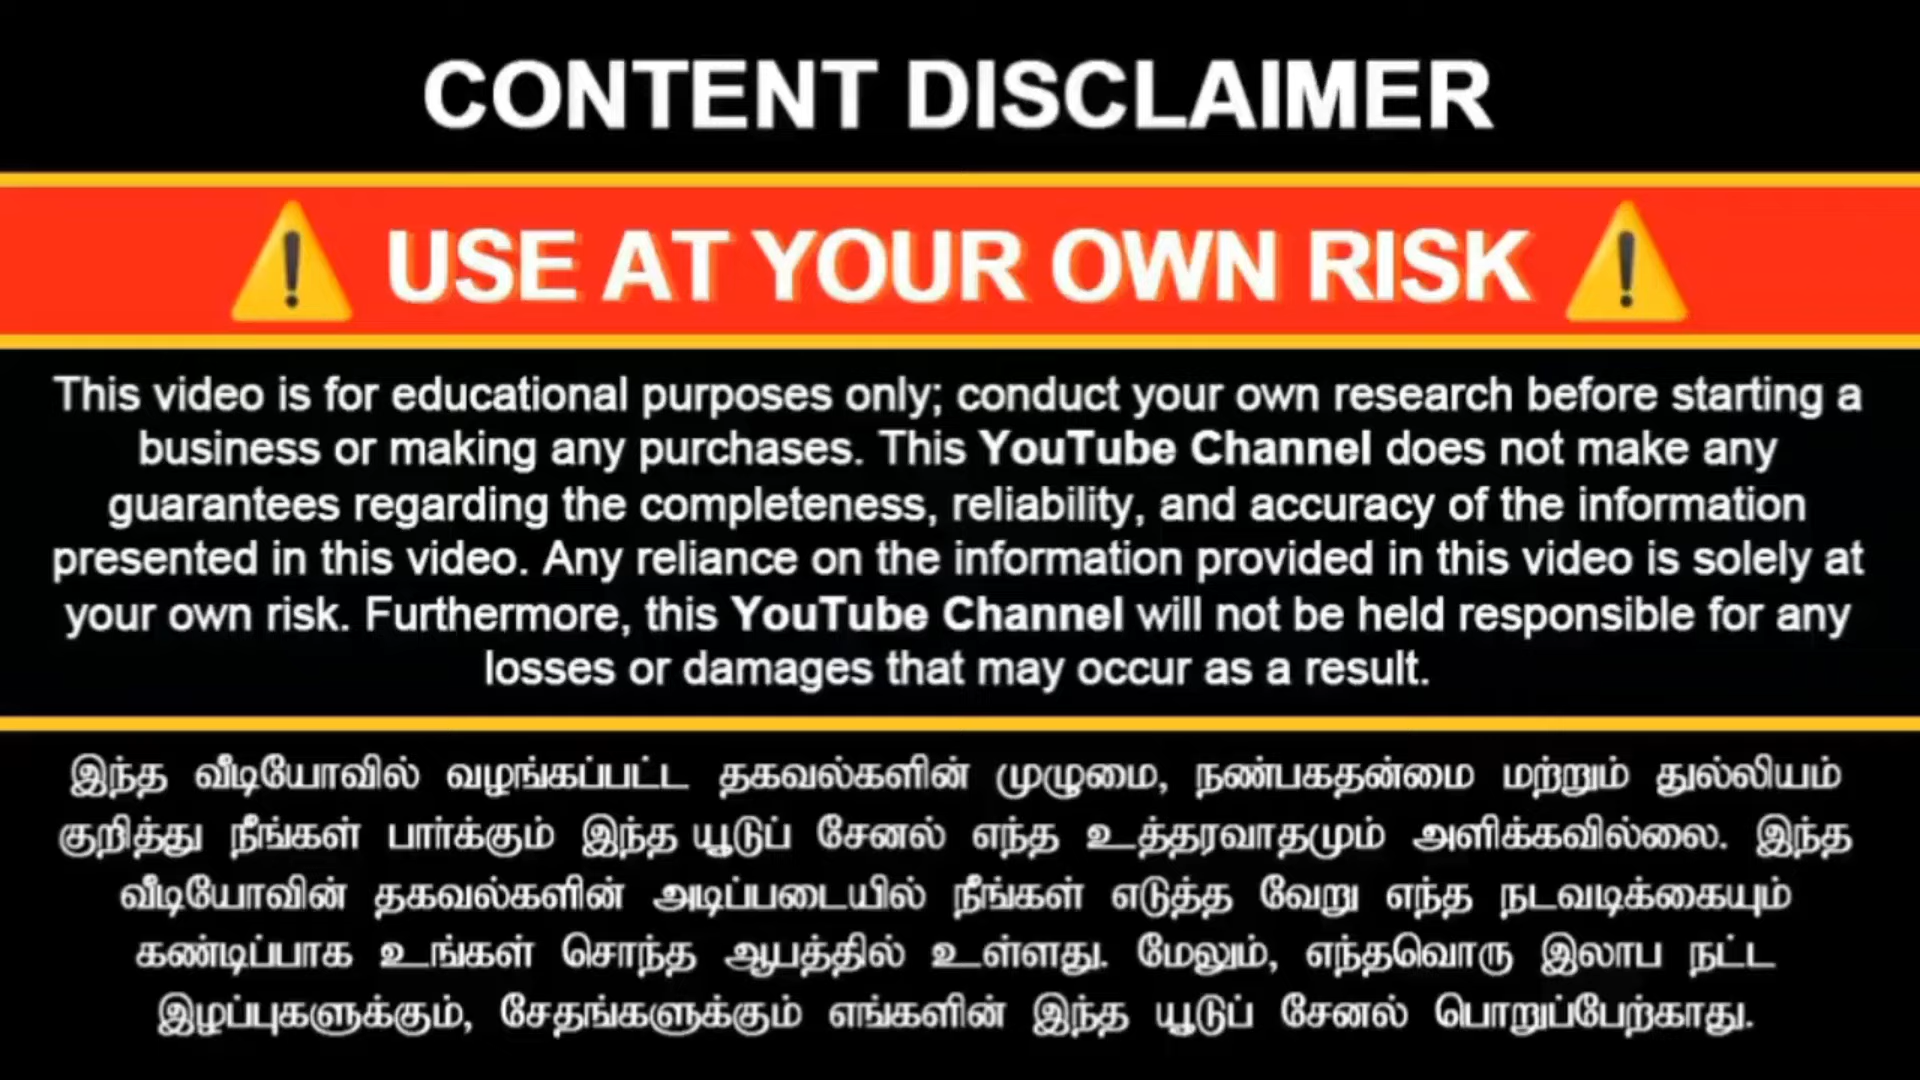 CONTENT DISCLAIMER
⚠️ USE AT YOUR OWN RISK ⚠️
This video is for educational purposes only; conduct your own research before starting a
business or making any purchases. This YouTube Channel does not make any
guarantees regarding the completeness, reliability, and accuracy of the information
presented in this video. Any reliance on the information provided in this video is solely at
your own risk. Furthermore, this YouTube Channel will not be held responsible for any
losses or damages that may occur as a result.
இந்த வீடியோவில் வழங்கப்பட்ட தகவல்களின் முழுமை, நண்பகதன்மை மற்றும் துல்லியம்
குறித்து நீங்கள் பார்க்கும் இந்த யூடுப் சேனல் எந்த உத்தரவாதமும் அளிக்கவில்லை. இந்த
வீடியோவின் தகவல்களின் அடிப்படையில் நீங்கள் எடுத்த வேறு எந்த நடவடிக்கையும்
கண்டிப்பாக உங்கள் சொந்த ஆபத்தில் உள்ளது. மேலும், எந்தவொரு இலாப நட்ட
இழப்புகளுக்கும், சேதங்களுக்கும் எங்களின் இந்த யூடுப் சேனல் பொறுப்பேற்காது.